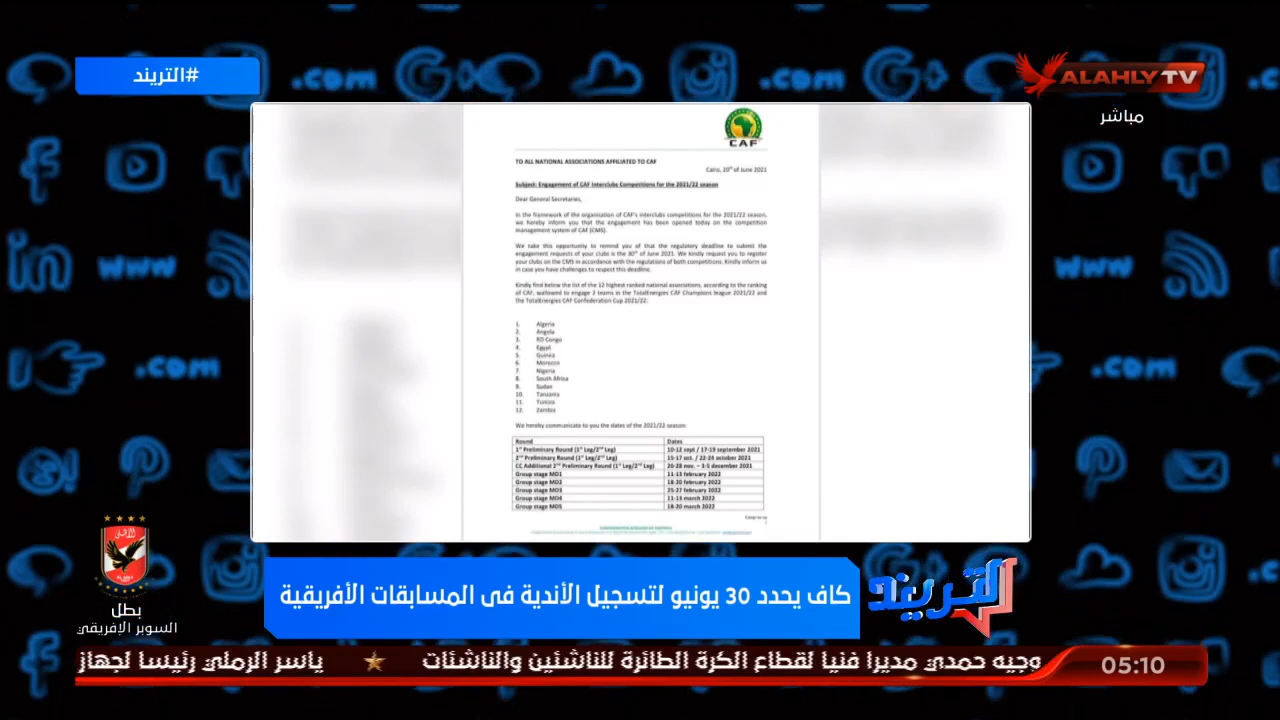 #التريند
ALAHLY TV
مباشر
CAF
TO ALL NATIONAL ASSOCIATIONS AFFILIATED TO CAF
Cairo, 20th of June 2021
Subject: Engagement of CAF Interclubs Competitions for the 2021/22 season
Dear General Secretaries,
In the framework of the organisation of CAF's interclubs competitions for the 2021/22 season,
we hereby inform you that the engagement has been opened today on the competition
management system of CAF (CMS).
We take this opportunity to remind you of that the regulatory deadline to submit the
engagement requests of your clubs is the 30th of June 2021. We kindly request you to register
your clubs on the CMS in accordance with the regulations of both competitions. Kindly inform us
in case you have challenges to respect this deadline.
Kindly find below the list of the 12 highest ranked national associations, according to the ranking
of CAF, wallowed to engage 2 teams in the TotalEnergies CAF Champions league 2021/22 and
the TotalEnergies CAF Confederation Cup 2021/22:
1. Algeria
2. Angola
3. RD Congo
4. Egypt
5. Guinea
6. Morocco
7. Nigeria
8. South Africa
9. Sudan
10. Tanzania
11. Tunisia
12. Zambia
We hereby communicate to you the dates of the 2021/22 season:
Round Dates
1st Preliminary Round (1st Leg/2nd Leg) 10-12 sept / 17-19 september 2021
2nd Preliminary Round (1st Leg/2nd Leg) 15-17 oct. / 22-24 october 2021
CC Additional 2nd Preliminary Round (1st Leg/2nd Leg) 26-28 nov. – 3-5 december 2021
Group stage MD1 11-13 february 2022
Group stage MD2 18-20 february 2022
Group stage MD3 25-27 february 2022
Group stage MD4 11-13 march 2022
Group stage MD5 18-20 march 2022
بطل
السوبر الإفريقي
التريند
كاف يحدد 30 يونيو لتسجيل الأندية فى المسابقات الأفريقية
وجيه حمدي مديرا فنيا لقطاع الكرة الطائرة للناشئين والناشئات
ياسر الرملي رئيسا لجهاز
05:10